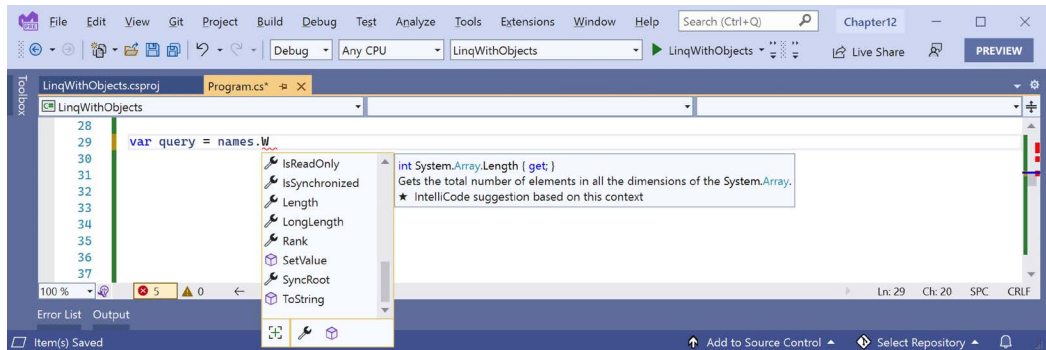 File Edit View Git Project Build Debug Test Analyze Tools Extensions Window Help Search (Ctrl+Q) Chapter12
Debug Any CPU LinqWithObjects LinqWithObjects Live Share PREVIEW
Toolbox
LinqWithObjects.csproj Program.cs*
C# LinqWithObjects
28
29 var query = names.W
30
31
32
33
34
35
36
37
IsReadOnly
IsSynchronized
Length
LongLength
Rank
SetValue
SyncRoot
ToString
int System.Array.Length { get; }
Gets the total number of elements in all the dimensions of the System.Array.
★ IntelliCode suggestion based on this context
100 % 5 0 Ln: 29 Ch: 20 SPC CRLF
Error List Output
Item(s) Saved Add to Source Control Select Repository